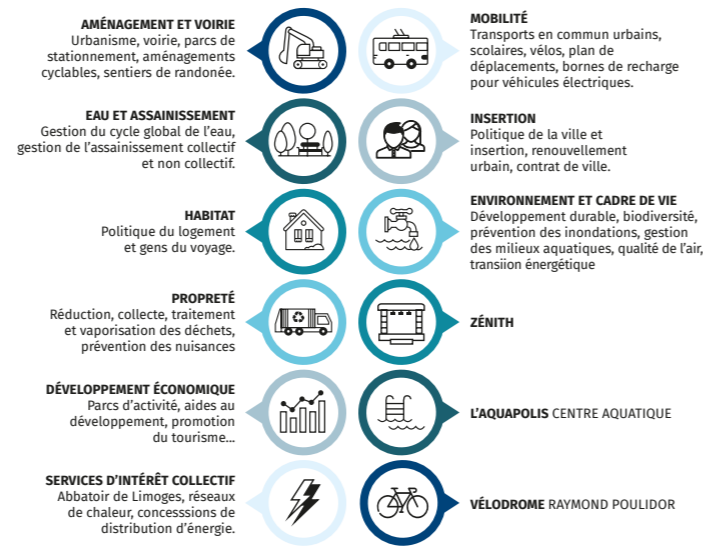 AMÉNAGEMENT ET VOIRIE
Urbanisme, voirie, parcs de
stationnement, aménagements
cyclables, sentiers de randonée.
EAU ET ASSAINISSEMENT
Gestion du cycle global de l'eau,
gestion de l'assainissement collectif
et non collectif.
HABITAT
Politique du logement
et gens du voyage.
PROPRETÉ
Réduction, collecte, traitement
et vaporisation des déchets,
prévention des nuisances
DÉVELOPPEMENT ÉCONOMIQUE
Parcs d'activité, aides au
développement, promotion
du tourisme...
SERVICES D'INTÉRÊT COLLECTIF
Abbatoir de Limoges, réseaux
de chaleur, concesssions de
distribution d'énergie.
MOBILITÉ
Transports en commun urbains,
scolaires, vélos, plan de
déplacements, bornes de recharge
pour véhicules électriques.
INSERTION
Politique de la ville et
insertion, renouvellement
urbain, contrat de ville.
ENVIRONNEMENT ET CADRE DE VIE
Développement durable, biodiversité,
prévention des inondations, gestion
des milieux aquatiques, qualité de l'air,
transiion énergétique
ZÉNITH
L'AQUAPOLIS CENTRE AQUATIQUE
VÉLODROME RAYMOND POULIDOR